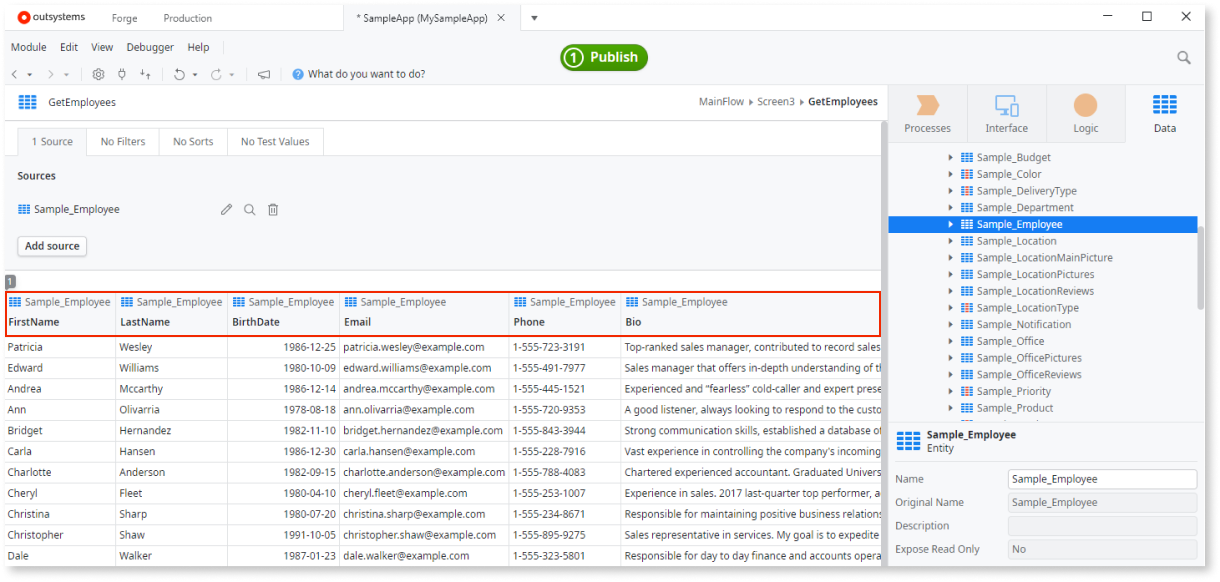 outsystems Forge Production * SampleApp (MySampleApp)
Module Edit View Debugger Help
1 Publish
What do you want to do?
GetEmployees
MainFlow Screen3 GetEmployees
1 Source No Filters No Sorts No Test Values
Sources
Sample_Employee
Add source
1
Sample_Employee Sample_Employee Sample_Employee Sample_Employee Sample_Employee Sample_Employee
FirstName LastName BirthDate Email Phone Bio
Patricia Wesley 1986-12-25 patricia.wesley@example.com 1-555-723-3191 Top-ranked sales manager, contributed to record sales
Edward Williams 1980-10-09 edward.williams@example.com 1-555-491-7977 Sales manager that offers in-depth understanding of
Andrea Mccarthy 1986-12-14 andrea.mccarthy@example.com 1-555-445-1521 Experienced and “fearless” cold-caller and expert prese
Ann Olivarria 1978-08-18 ann.olivarria@example.com 1-555-720-9353 A good listener, always looking to respond to the custo
Bridget Hernandez 1982-11-10 bridget.hernandez@example.com 1-555-843-3944 Strong communication skills, established a database of
Carla Hansen 1986-12-30 carla.hansen@example.com 1-555-228-7916 Vast experience in controlling the company's incoming
Charlotte Anderson 1982-09-15 charlotte.anderson@example.com 1-555-788-4083 Chartered experienced accountant. Graduated Univers
Cheryl Fleet 1980-04-10 cheryl.fleet@example.com 1-555-253-1007 Experience in sales. 2017 last-quarter top performer, a
Christina Sharp 1980-07-20 christina.sharp@example.com 1-555-234-8671 Responsible for maintaining positive business relations
Christopher Shaw 1991-10-05 christopher.shaw@example.com 1-555-895-9275 Sales representative in services. My goal is to expedite
Dale Walker 1987-01-23 dale.walker@example.com 1-555-323-5801 Responsible for day to day finance and accounts opera
Processes Interface Logic Data
Sample_Budget
Sample_Color
Sample_DeliveryType
Sample_Department
Sample_Employee
Sample_Location
Sample_LocationMainPicture
Sample_LocationPictures
Sample_LocationReviews
Sample_LocationType
Sample_Notification
Sample_Office
Sample_OfficePictures
Sample_OfficeReviews
Sample_Priority
Sample_Product
Sample_Employee
Entity
Name Sample_Employee
Original Name Sample_Employee
Description
Expose Read Only No